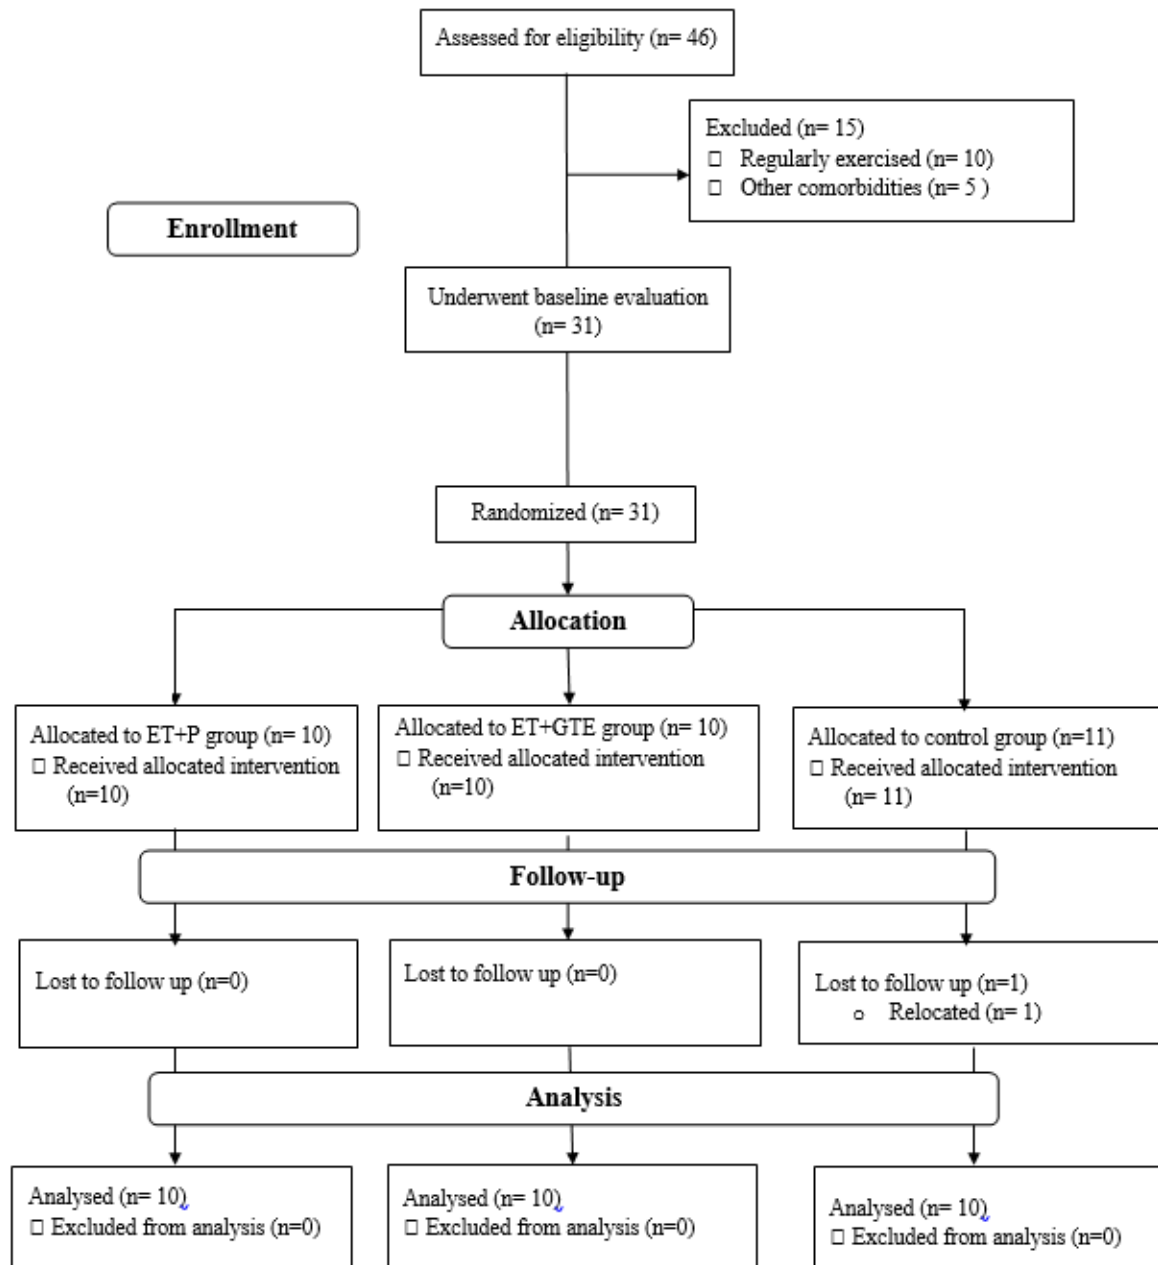 Assessed for eligibility (n= 46)
Excluded (n= 15)
□ Regularly exercised (n= 10)
□ Other comorbidities (n= 5 )
Enrollment
Underwent baseline evaluation
(n= 31)
Randomized (n= 31)
Allocation
Allocated to ET+P group (n= 10)
□ Received allocated intervention
(n=10)
Allocated to ET+GTE group (n= 10)
□ Received allocated intervention
(n=10)
Allocated to control group (n=11)
□ Received allocated intervention
(n= 11)
Follow-up
Lost to follow up (n=0)
Lost to follow up (n=0)
Lost to follow up (n=1)
o Relocated (n= 1)
Analysis
Analysed (n= 10)
□ Excluded from analysis (n=0)
Analysed (n= 10)
□ Excluded from analysis (n=0)
Analysed (n= 10)
□ Excluded from analysis (n=0)